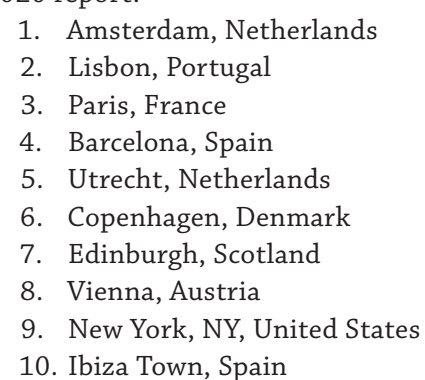 1. Amsterdam, Netherlands
2. Lisbon, Portugal
3. Paris, France
4. Barcelona, Spain
5. Utrecht, Netherlands
6. Copenhagen, Denmark
7. Edinburgh, Scotland
8. Vienna, Austria
9. New York, NY, United States
10. Ibiza Town, Spain